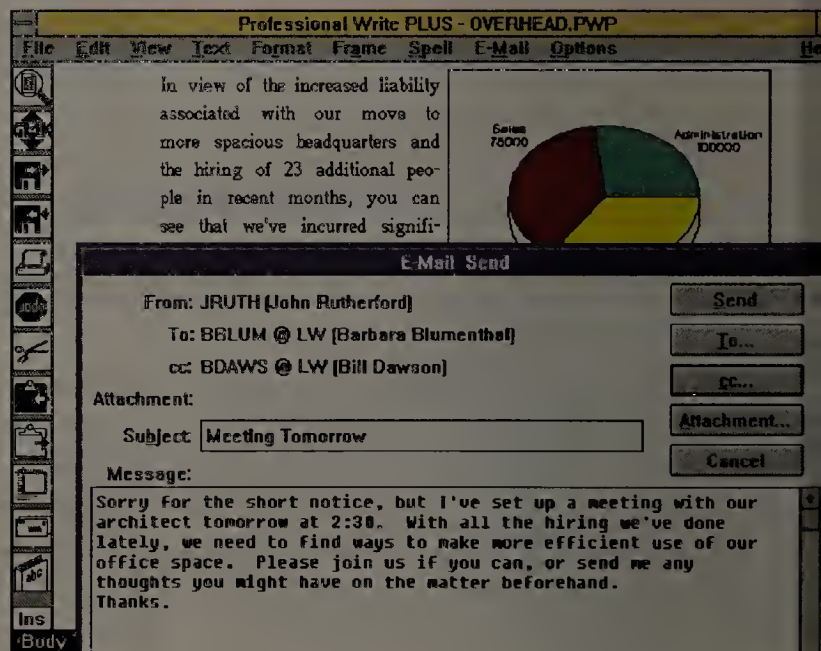 Professional Write PLUS - OVERHEAD.PWP
File Edit View Text Format Frame Spell E-Mail Options He
In view of the increased liability
associated with our move to
more spacious headquarters and
the hiring of 23 additional peo-
ple in recent months, you can
see that we've incurred signifi-
Sales
75000
Administration
100000
E-Mail Send
From: JRUTH (John Rutherford)
To: BBLUM @ LW (Barbara Blumenthal)
cc: BDAWS @ LW (Bill Dawson)
Attachment:
Subject: Meeting Tomorrow
Message:
Send
To...
cc...
Attachment...
Cancel
Sorry for the short notice, but I've set up a meeting with our
architect tomorrow at 2:30. With all the hiring we've done
lately, we need to find ways to make more efficient use of our
office space. Please join us if you can, or send me any
thoughts you might have on the matter beforehand.
Thanks.
abc
Ins
Body